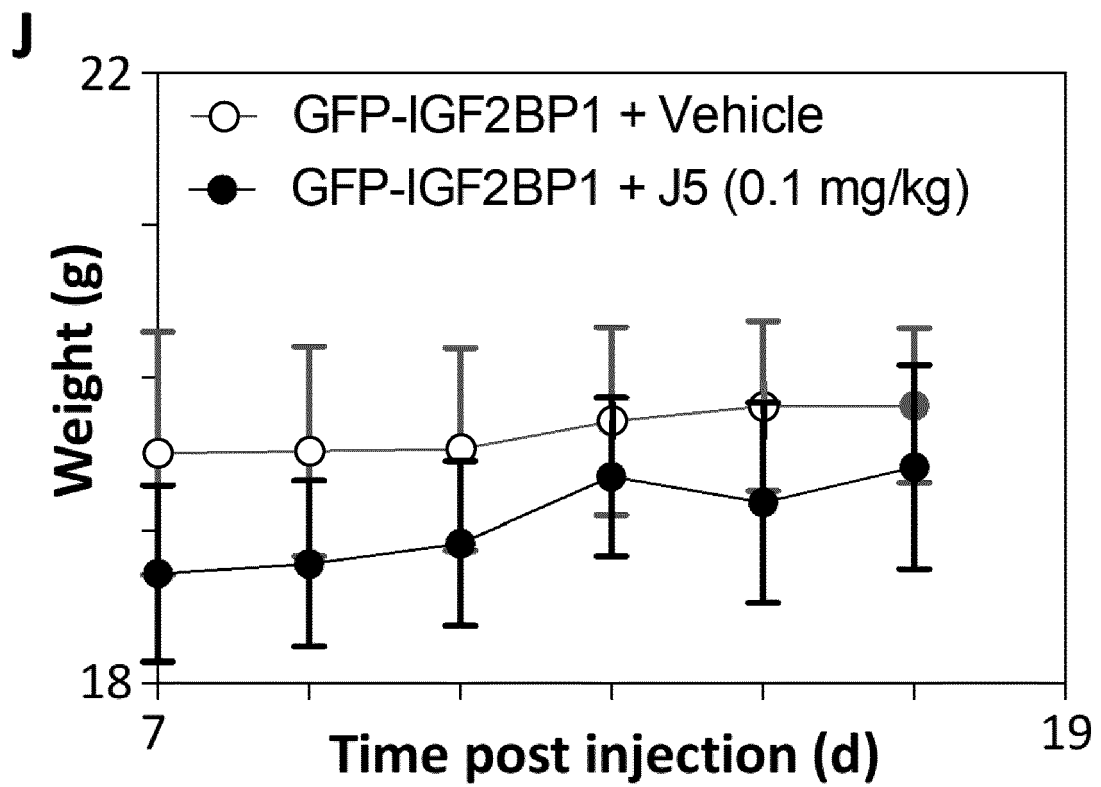 J
22
GFP-IGF2BP1 + Vehicle
GFP-IGF2BP1 + J5 (0.1 mg/kg)
Weight (g)
18
7
19
Time post injection (d)